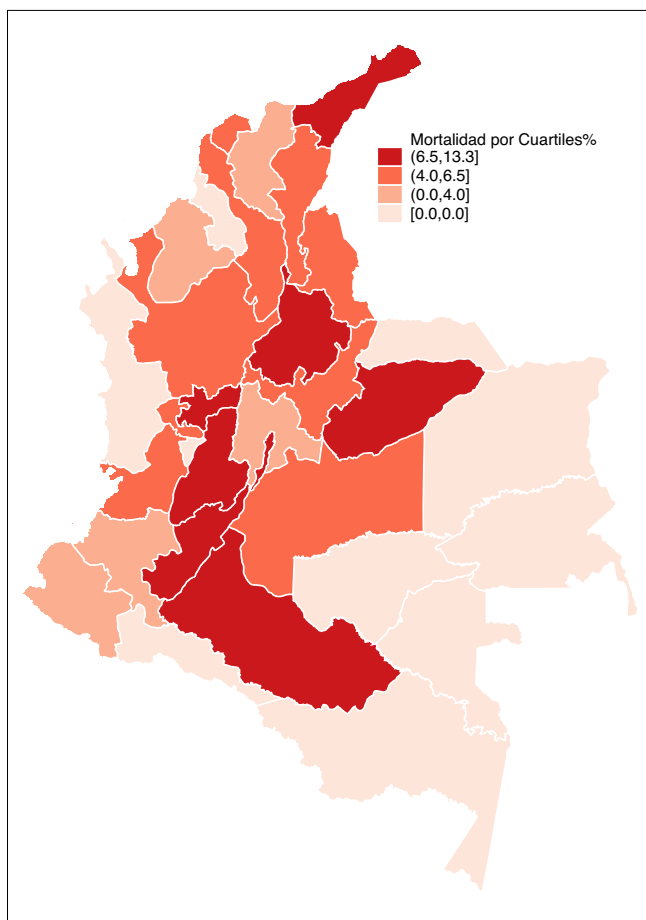 Mortalidad por Cuartiles%
(6.5,13.3]
(4.0,6.5]
(0.0,4.0]
[0.0,0.0]